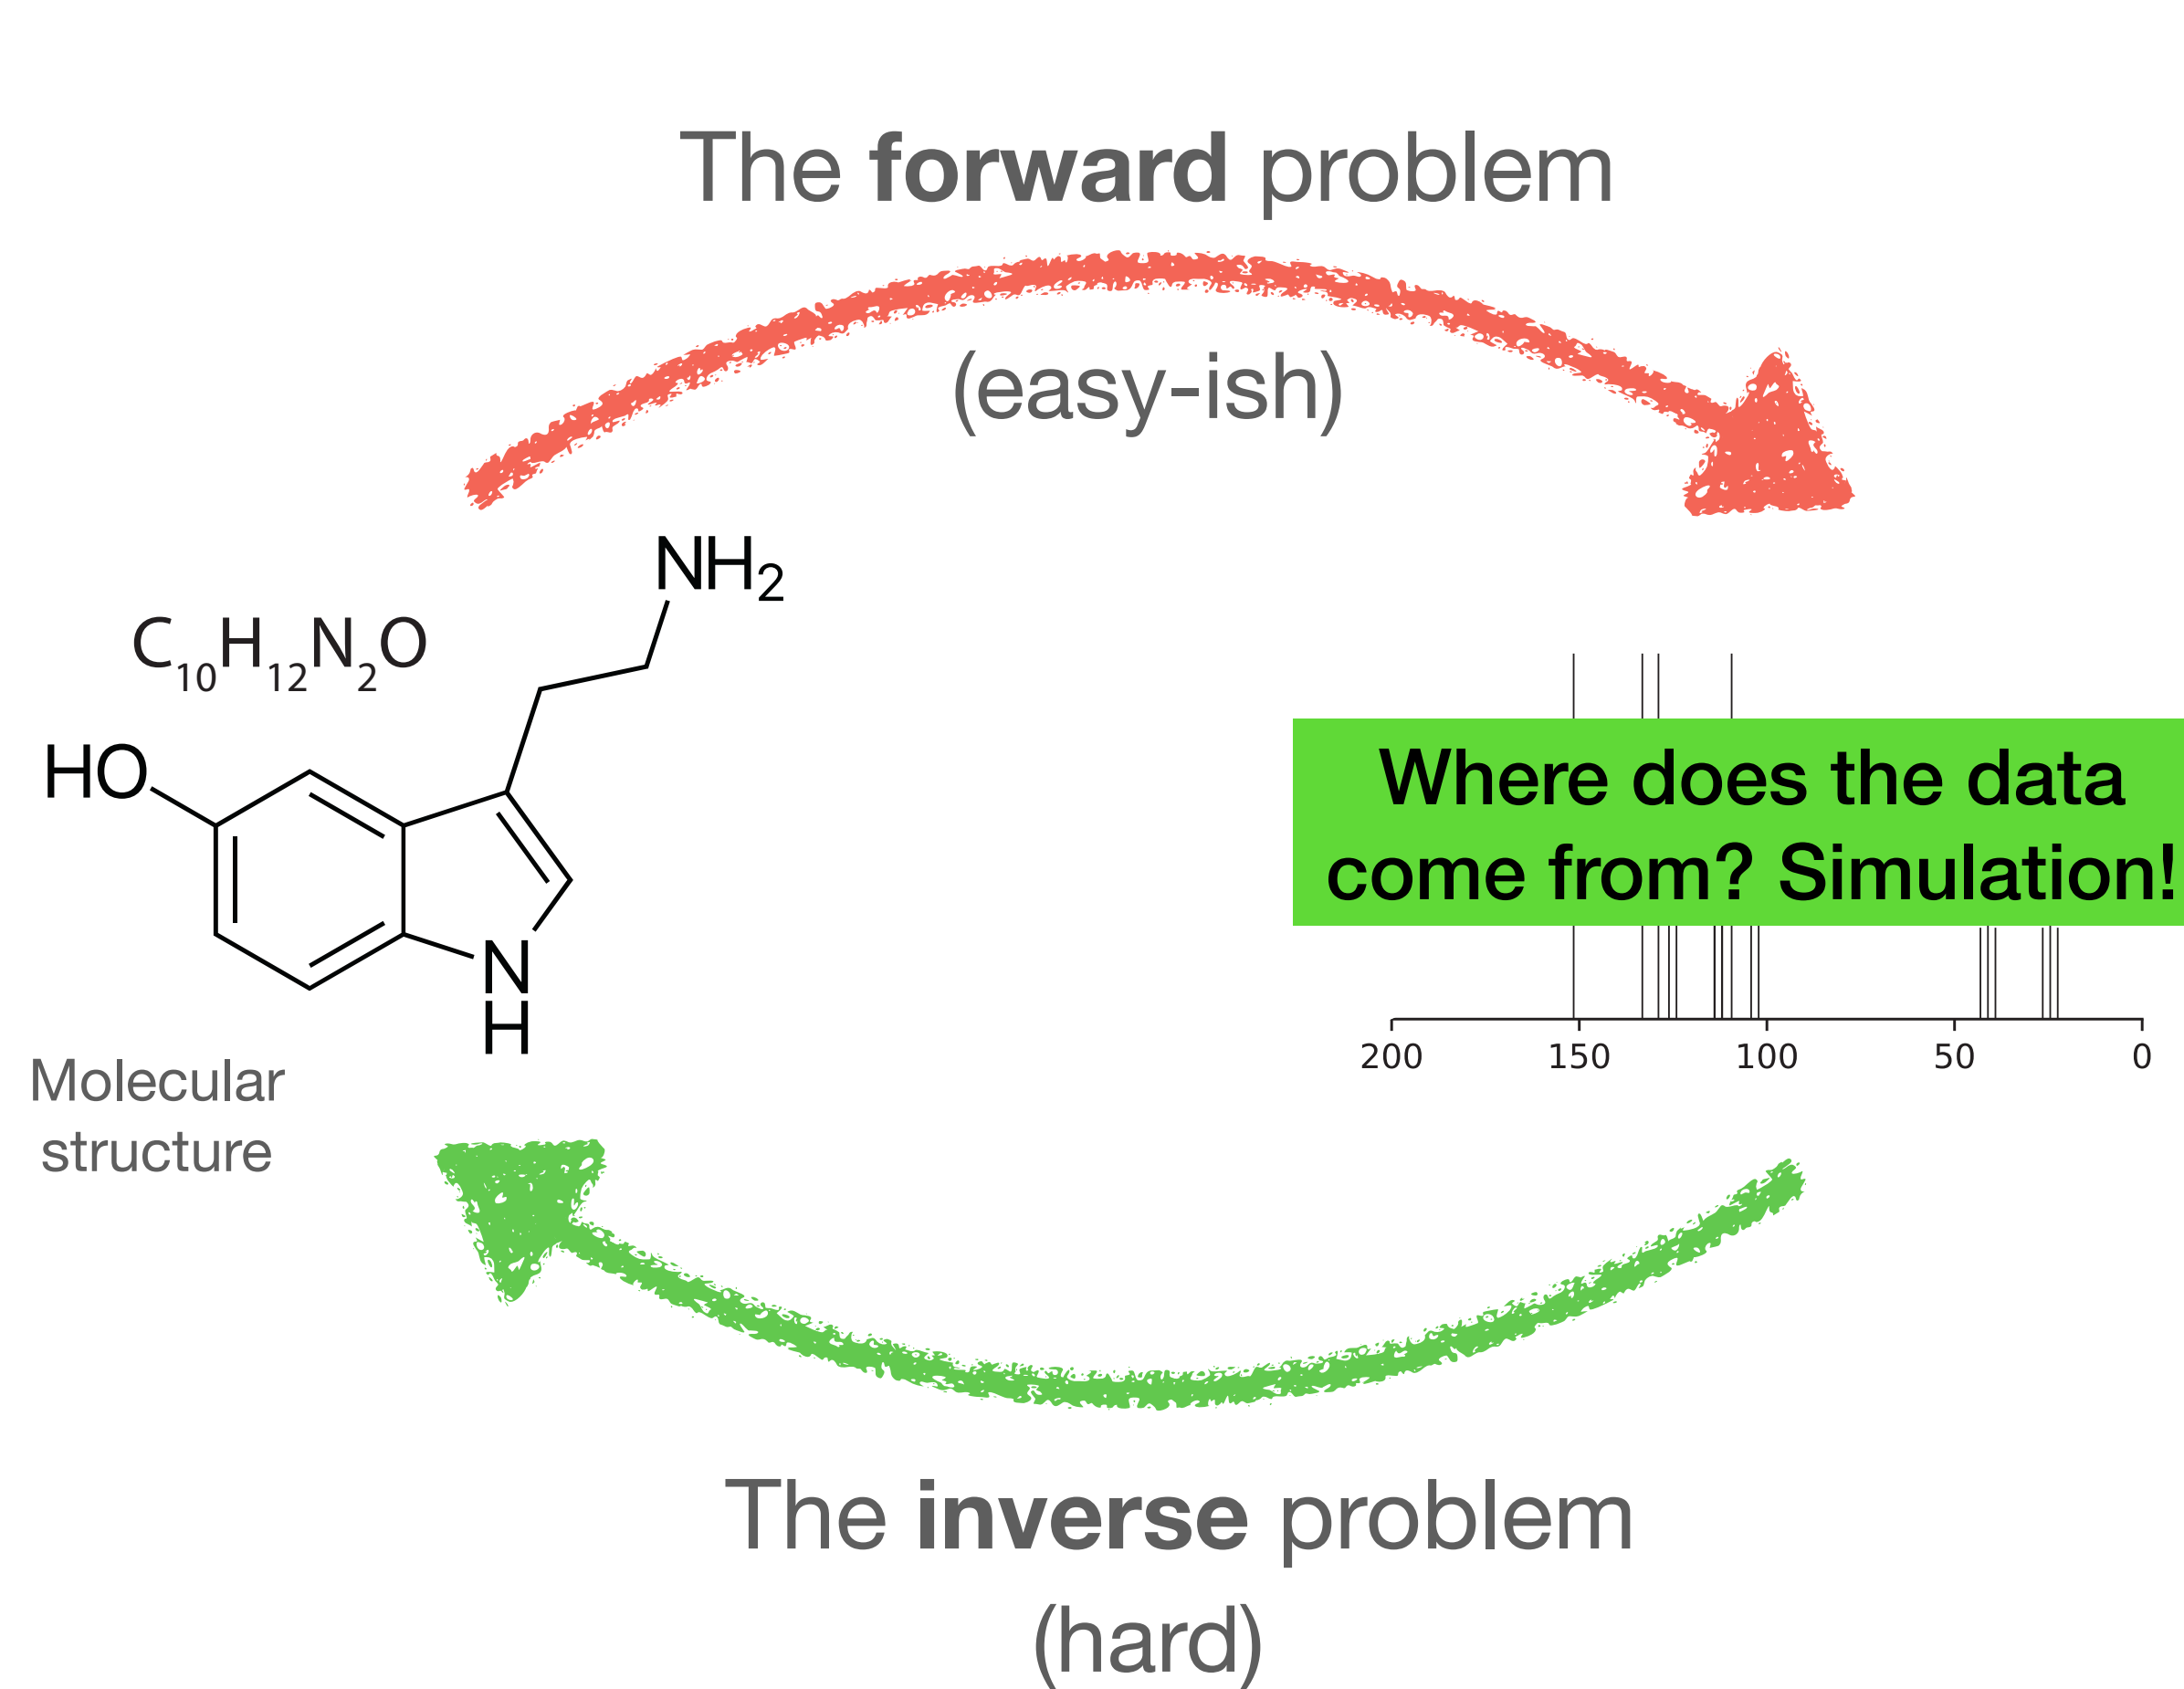 The forward problem
(easy-ish)
NH2
C10H12N2O
HO
N
H
Molecular
structure
Where does the data
come from? Simulation!
200 150 100 50 0
The inverse problem
(hard)